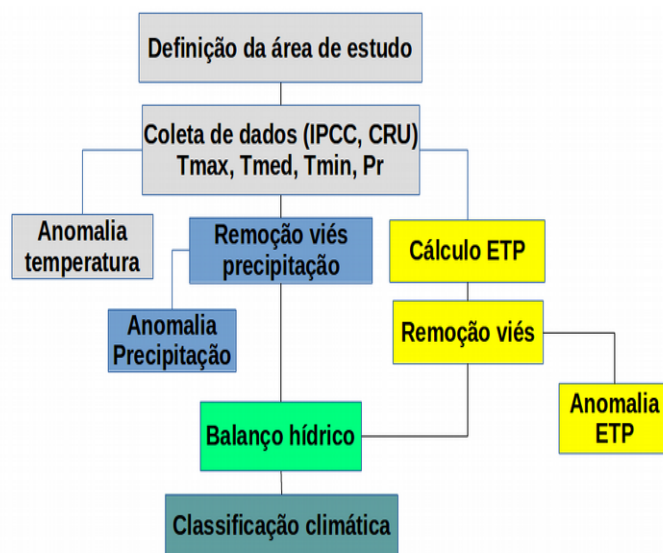 Definição da área de estudo
Coleta de dados (IPCC, CRU)
Tmax, Tmed, Tmin, Pr
Anomalia
temperatura
Remoção viés
precipitação
Cálculo ETP
Anomalia
Precipitação
Remoção viés
Anomalia
ETP
Balanço hídrico
Classificação climática